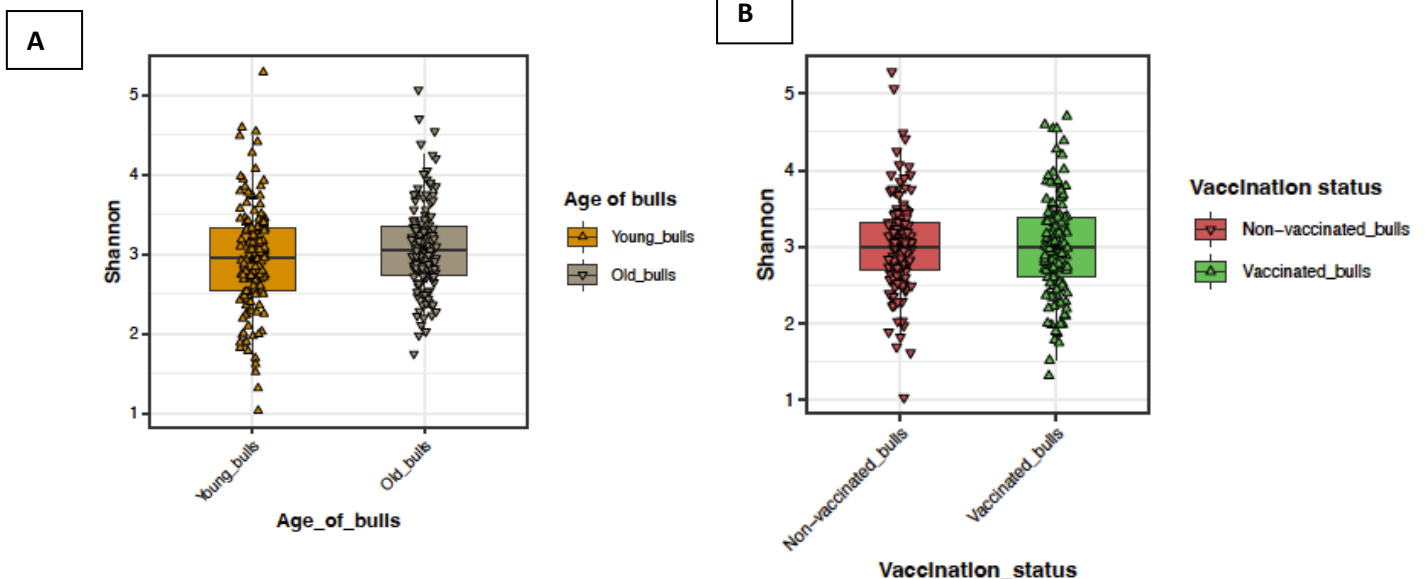 A
B
5
4
3
2
1
Shannon
Young_bulls
Old_bulls
Age_of_bulls
Age of bulls
Young_bulls
Old_bulls
5
4
3
2
1
Shannon
Non-vaccinated_bulls
Vaccinated_bulls
Vaccination_status
Vaccination status
Non-vaccinated_bulls
Vaccinated_bulls